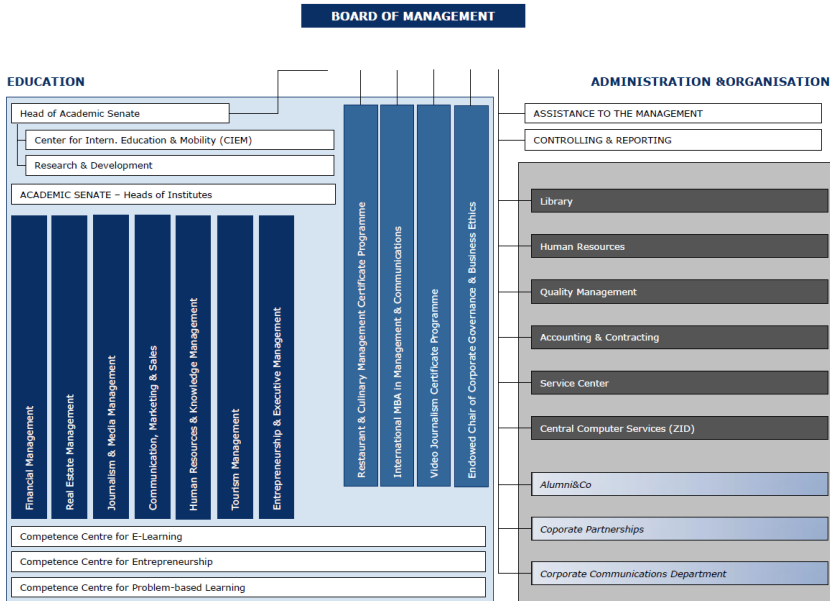 BOARD OF MANAGEMENT
EDUCATION
Head of Academic Senate
Center for Intern. Education & Mobility (CIEM)
Research & Development
ACADEMIC SENATE – Heads of Institutes
Financial Management
Real Estate Management
Journalism & Media Management
Communication, Marketing & Sales
Human Resources & Knowledge Management
Tourism Management
Entrepreneurship & Executive Management
Restaurant & Culinary Management Certificate Programme
International MBA in Management & Communications
Video Journalism Certificate Programme
Endowed Chair of Corporate Governance & Business Ethics
Competence Centre for E-Learning
Competence Centre for Entrepreneurship
Competence Centre for Problem-based Learning
ADMINISTRATION &ORGANISATION
ASSISTANCE TO THE MANAGEMENT
CONTROLLING & REPORTING
Library
Human Resources
Quality Management
Accounting & Contracting
Service Center
Central Computer Services (ZID)
Alumni&Co
Coporate Partnerships
Corporate Communications Department